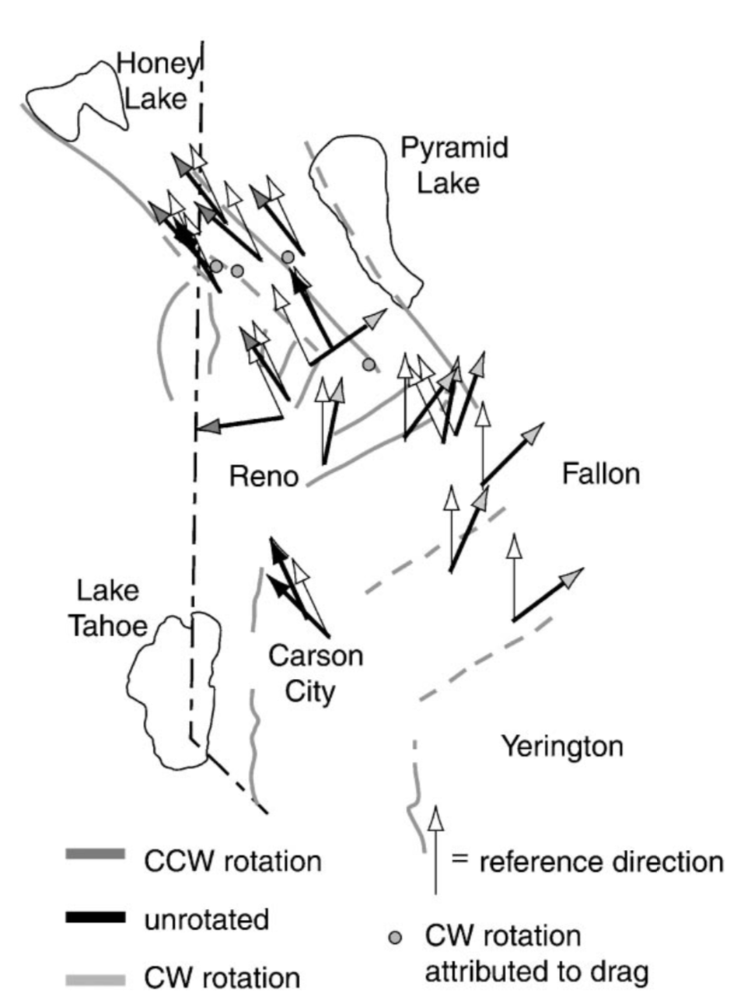 Honey
Lake
Pyramid
Lake
Reno
Fallon
Lake
Tahoe
Carson
City
Yerington
CCW rotation
= reference direction
unrotated
CW rotation
attributed to drag
CW rotation